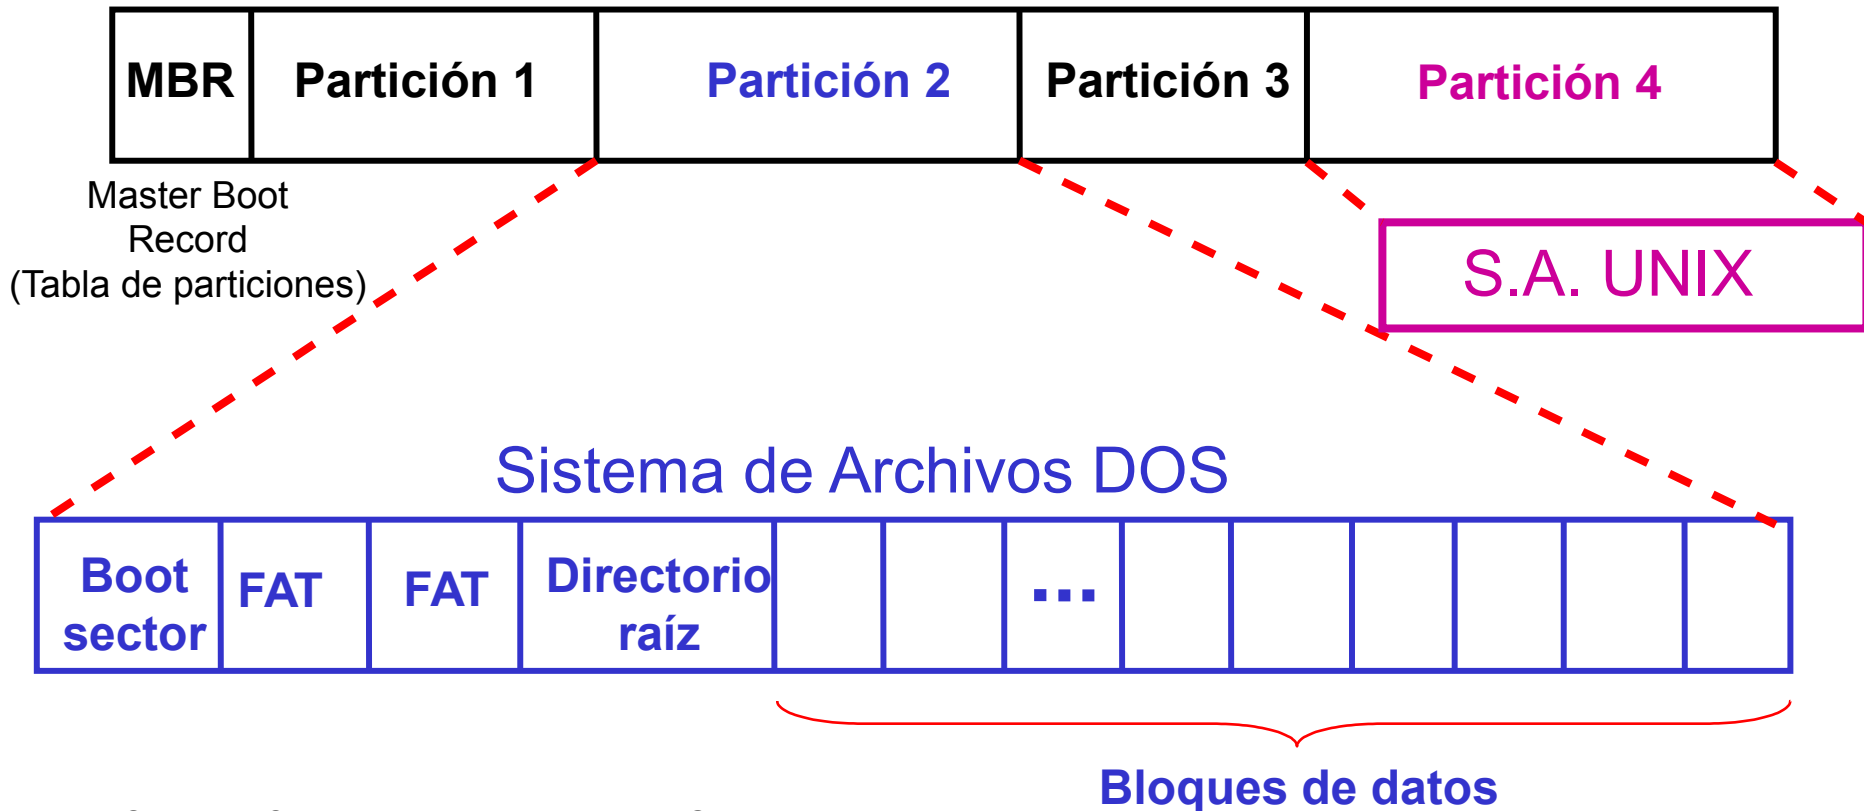 MBR
Partición 1
Partición 2
Partición 3
Partición 4
Master Boot
Record
(Tabla de particiones)
S.A. UNIX
Sistema de Archivos DOS
Boot
sector
FAT
FAT
Directorio
raíz
...
Bloques de datos